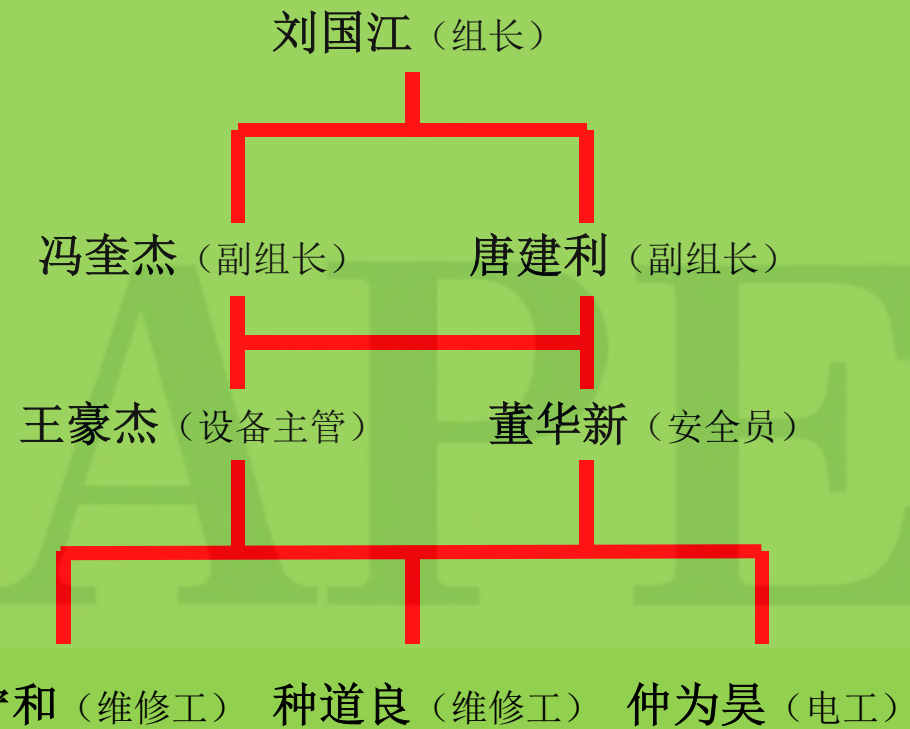 刘国江（组长）
冯奎杰（副组长） 唐建利（副组长）
王豪杰（设备主管） 董华新（安全员）
和（维修工） 种道良（维修工） 仲为昊（电工）
APE